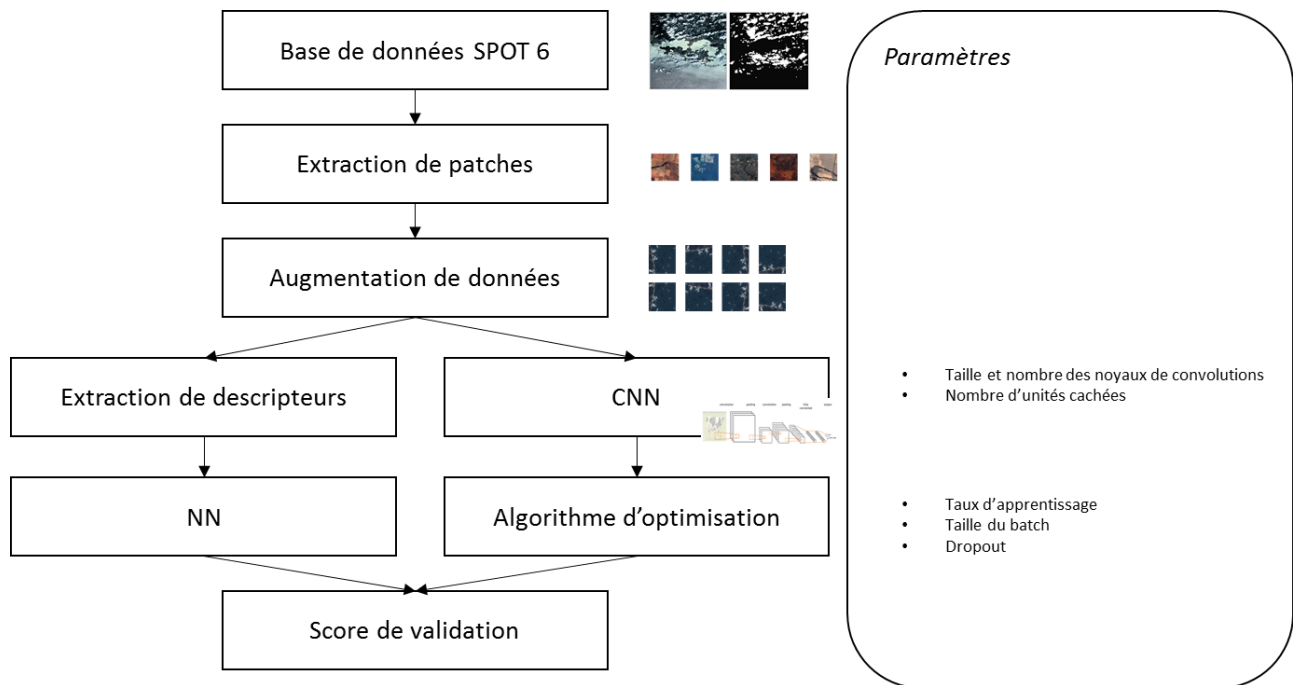 Base de données SPOT 6
Paramètres
Extraction de patches
Augmentation de données
Extraction de descripteurs
CNN
• Taille et nombre des noyaux de convolutions
• Nombre d’unités cachées
NN
Algorithme d’optimisation
• Taux d’apprentissage
• Taille du batch
• Dropout
Score de validation